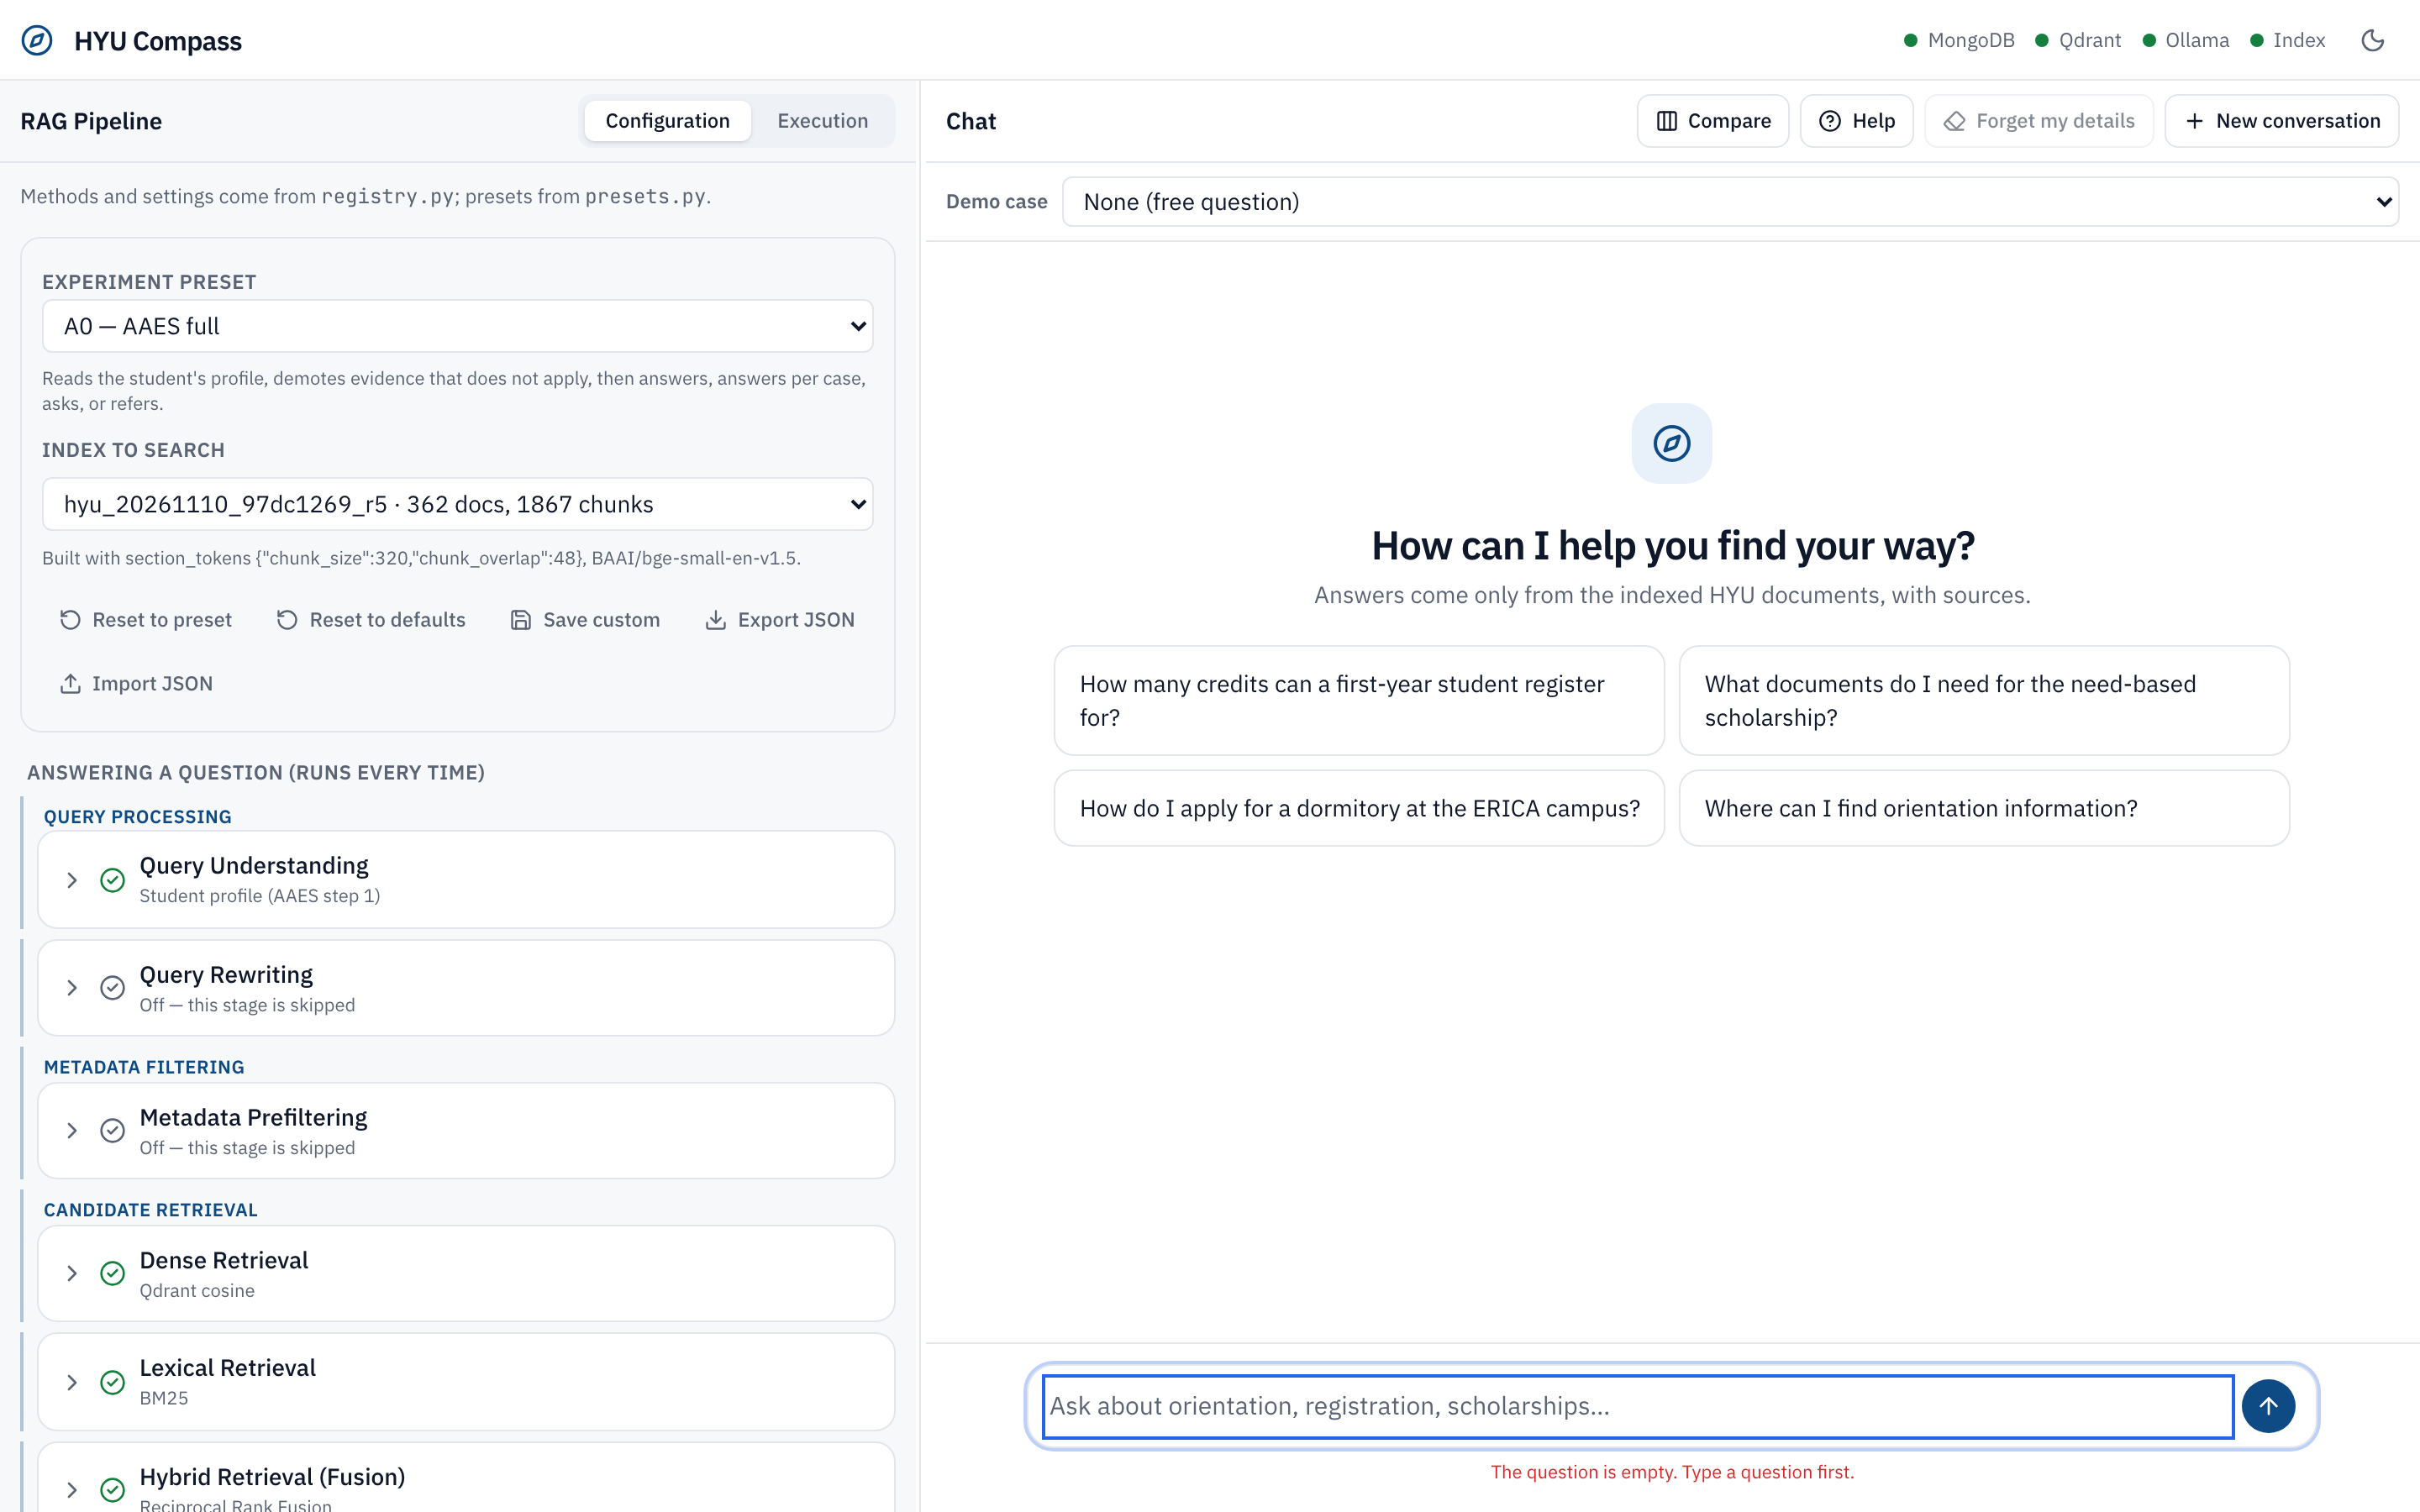 HYU Compass
MongoDB
Qdrant
Ollama
Index
RAG Pipeline
Configuration
Execution
Methods and settings come from registry.py; presets from presets.py.
EXPERIMENT PRESET
A0 — AAES full
Reads the student's profile, demotes evidence that does not apply, then answers, answers per case,
asks, or refers.
INDEX TO SEARCH
hyu_20261110_97dc1269_r5 · 362 docs, 1867 chunks
Built with section_tokens {"chunk_size":320,"chunk_overlap":48}, BAAI/bge-small-en-v1.5.
Reset to preset
Reset to defaults
Save custom
Export JSON
Import JSON
ANSWERING A QUESTION (RUNS EVERY TIME)
QUERY PROCESSING
Query Understanding
Student profile (AAES step 1)
Query Rewriting
Off — this stage is skipped
METADATA FILTERING
Metadata Prefiltering
Off — this stage is skipped
CANDIDATE RETRIEVAL
Dense Retrieval
Qdrant cosine
Lexical Retrieval
BM25
Hybrid Retrieval (Fusion)
Reciprocal Rank Fusion
Chat
Compare
Help
Forget my details
New conversation
Demo case
None (free question)
How can I help you find your way?
Answers come only from the indexed HYU documents, with sources.
How many credits can a first-year student register
for?
What documents do I need for the need-based
scholarship?
How do I apply for a dormitory at the ERICA campus?
Where can I find orientation information?
Ask about orientation, registration, scholarships...
The question is empty. Type a question first.